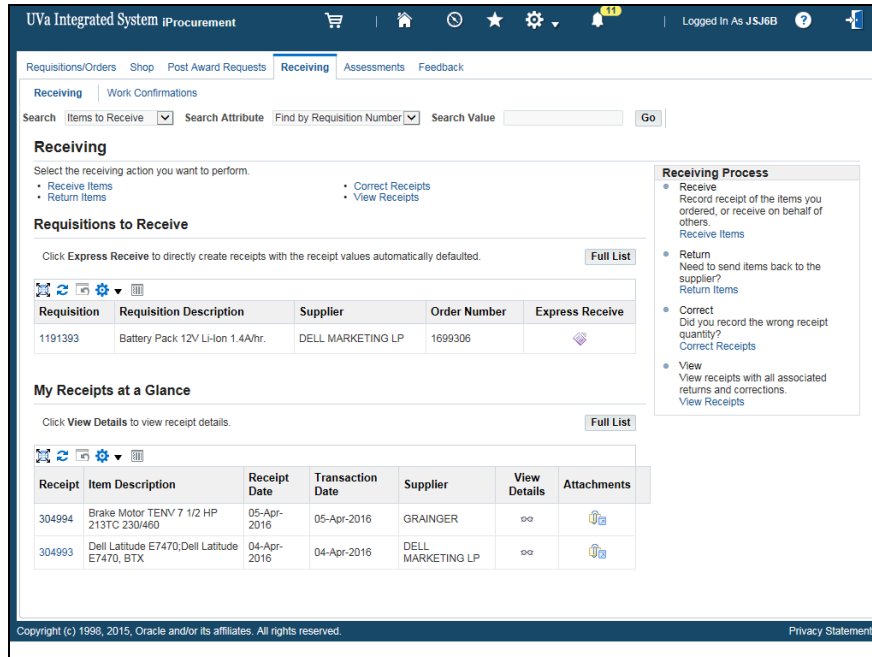 UVa Integrated System iProcurement
11
Logged In As JSJ6B
?
Requisitions/Orders Shop Post Award Requests Receiving Assessments Feedback
Receiving Work Confirmations
Search Items to Receive Search Attribute Find by Requisition Number Search Value Go
Receiving
Select the receiving action you want to perform.
• Receive Items • Correct Receipts
• Return Items • View Receipts
Requisitions to Receive
Click Express Receive to directly create receipts with the receipt values automatically defaulted. Full List
Requisition Requisition Description Supplier Order Number Express Receive
1191393 Battery Pack 12V Li-Ion 1.4A/hr. DELL MARKETING LP 1699306
My Receipts at a Glance
Click View Details to view receipt details. Full List
Receipt Item Description Receipt Date Transaction Date Supplier View Details Attachments
304994 Brake Motor TENV 7 1/2 HP 213TC 230/460 05-Apr-2016 05-Apr-2016 GRAINGER
304993 Dell Latitude E7470;Dell Latitude E7470, BTX 04-Apr-2016 04-Apr-2016 DELL MARKETING LP
Receiving Process
Receive
Record receipt of the items you
ordered, or receive on behalf of
others.
Receive Items
Return
Need to send items back to the
supplier?
Return Items
Correct
Did you record the wrong receipt
quantity?
Correct Receipts
View
View receipts with all associated
returns and corrections.
View Receipts
Copyright (c) 1998, 2015, Oracle and/or its affiliates. All rights reserved. Privacy Statement